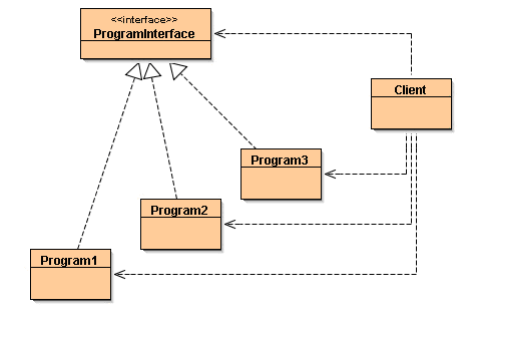 <<interface>>
ProgramInterface
Client
Program3
Program2
Program1